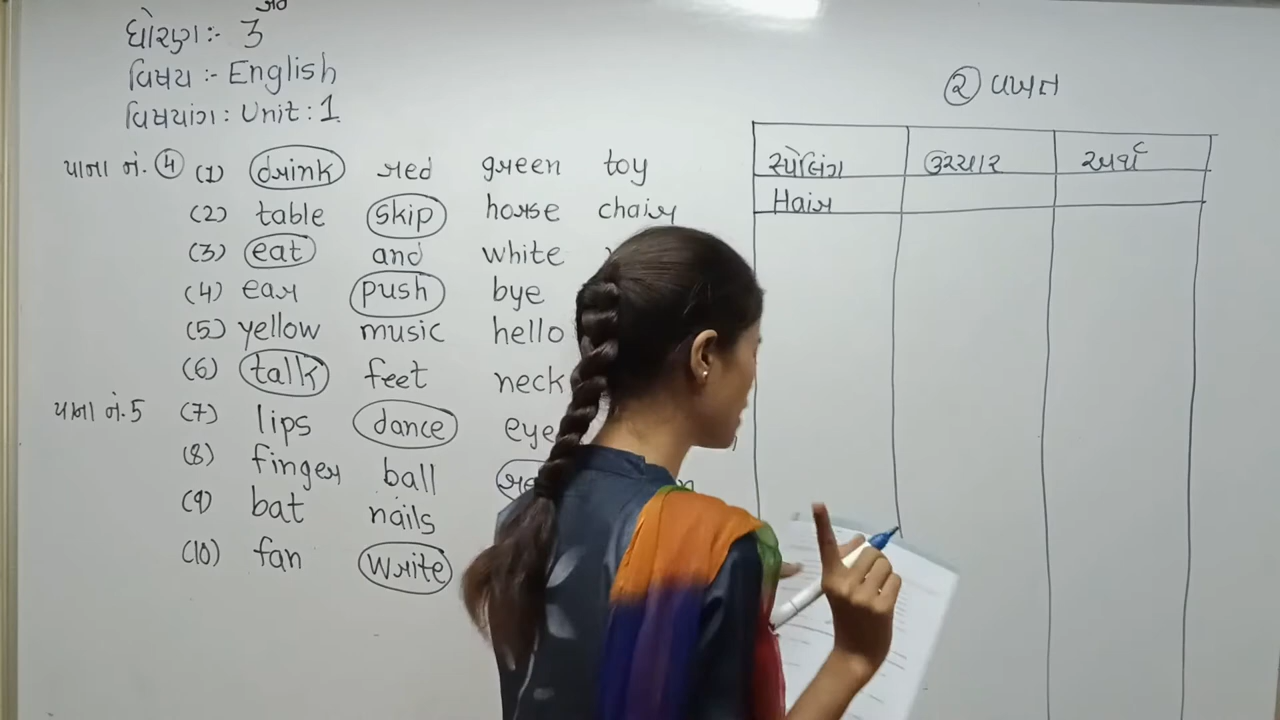 ધોરણ :- 3
વિષય :- English
વિષયાંગ : Unit : 1
પાના નં. ૪ (1) drink red green toy
(2) table skip horse chair
(3) eat and white
(4) ear push bye
(5) yellow music hello
(6) talk feet neck
પાના નં. 5 (7) lips dance eye
(8) finger ball
(9) bat nails
(10) fan write
૨ વખત
સ્પેલિંગ ઉચ્ચાર અર્થ
Hair